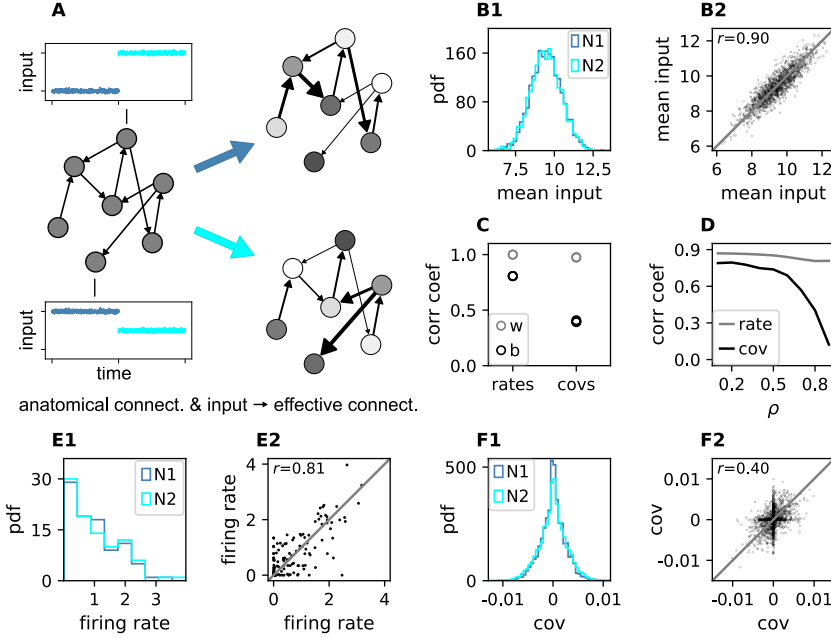 A
input
input
time
anatomical connect. & input → effective connect.
B1
N1
N2
pdf
160
80
0
7.5
10
12.5
mean input
B2
r=0.90
mean input
12
10
8
6
6
8
10
12
mean input
C
corr coef
1.0
0.5
0.0
w
b
rates
covs
D
corr coef
0.9
0.6
0.3
0.0
rate
cov
0.2
0.5
0.8
ρ
E1
N1
N2
pdf
30
15
0
1
2
3
firing rate
E2
r=0.81
firing rate
4
2
0
0
2
4
firing rate
F1
N1
N2
pdf
500
250
0
-0.01
0
0.01
cov
F2
r=0.40
cov
0.01
0
-0.01
-0.01
0
0.01
cov